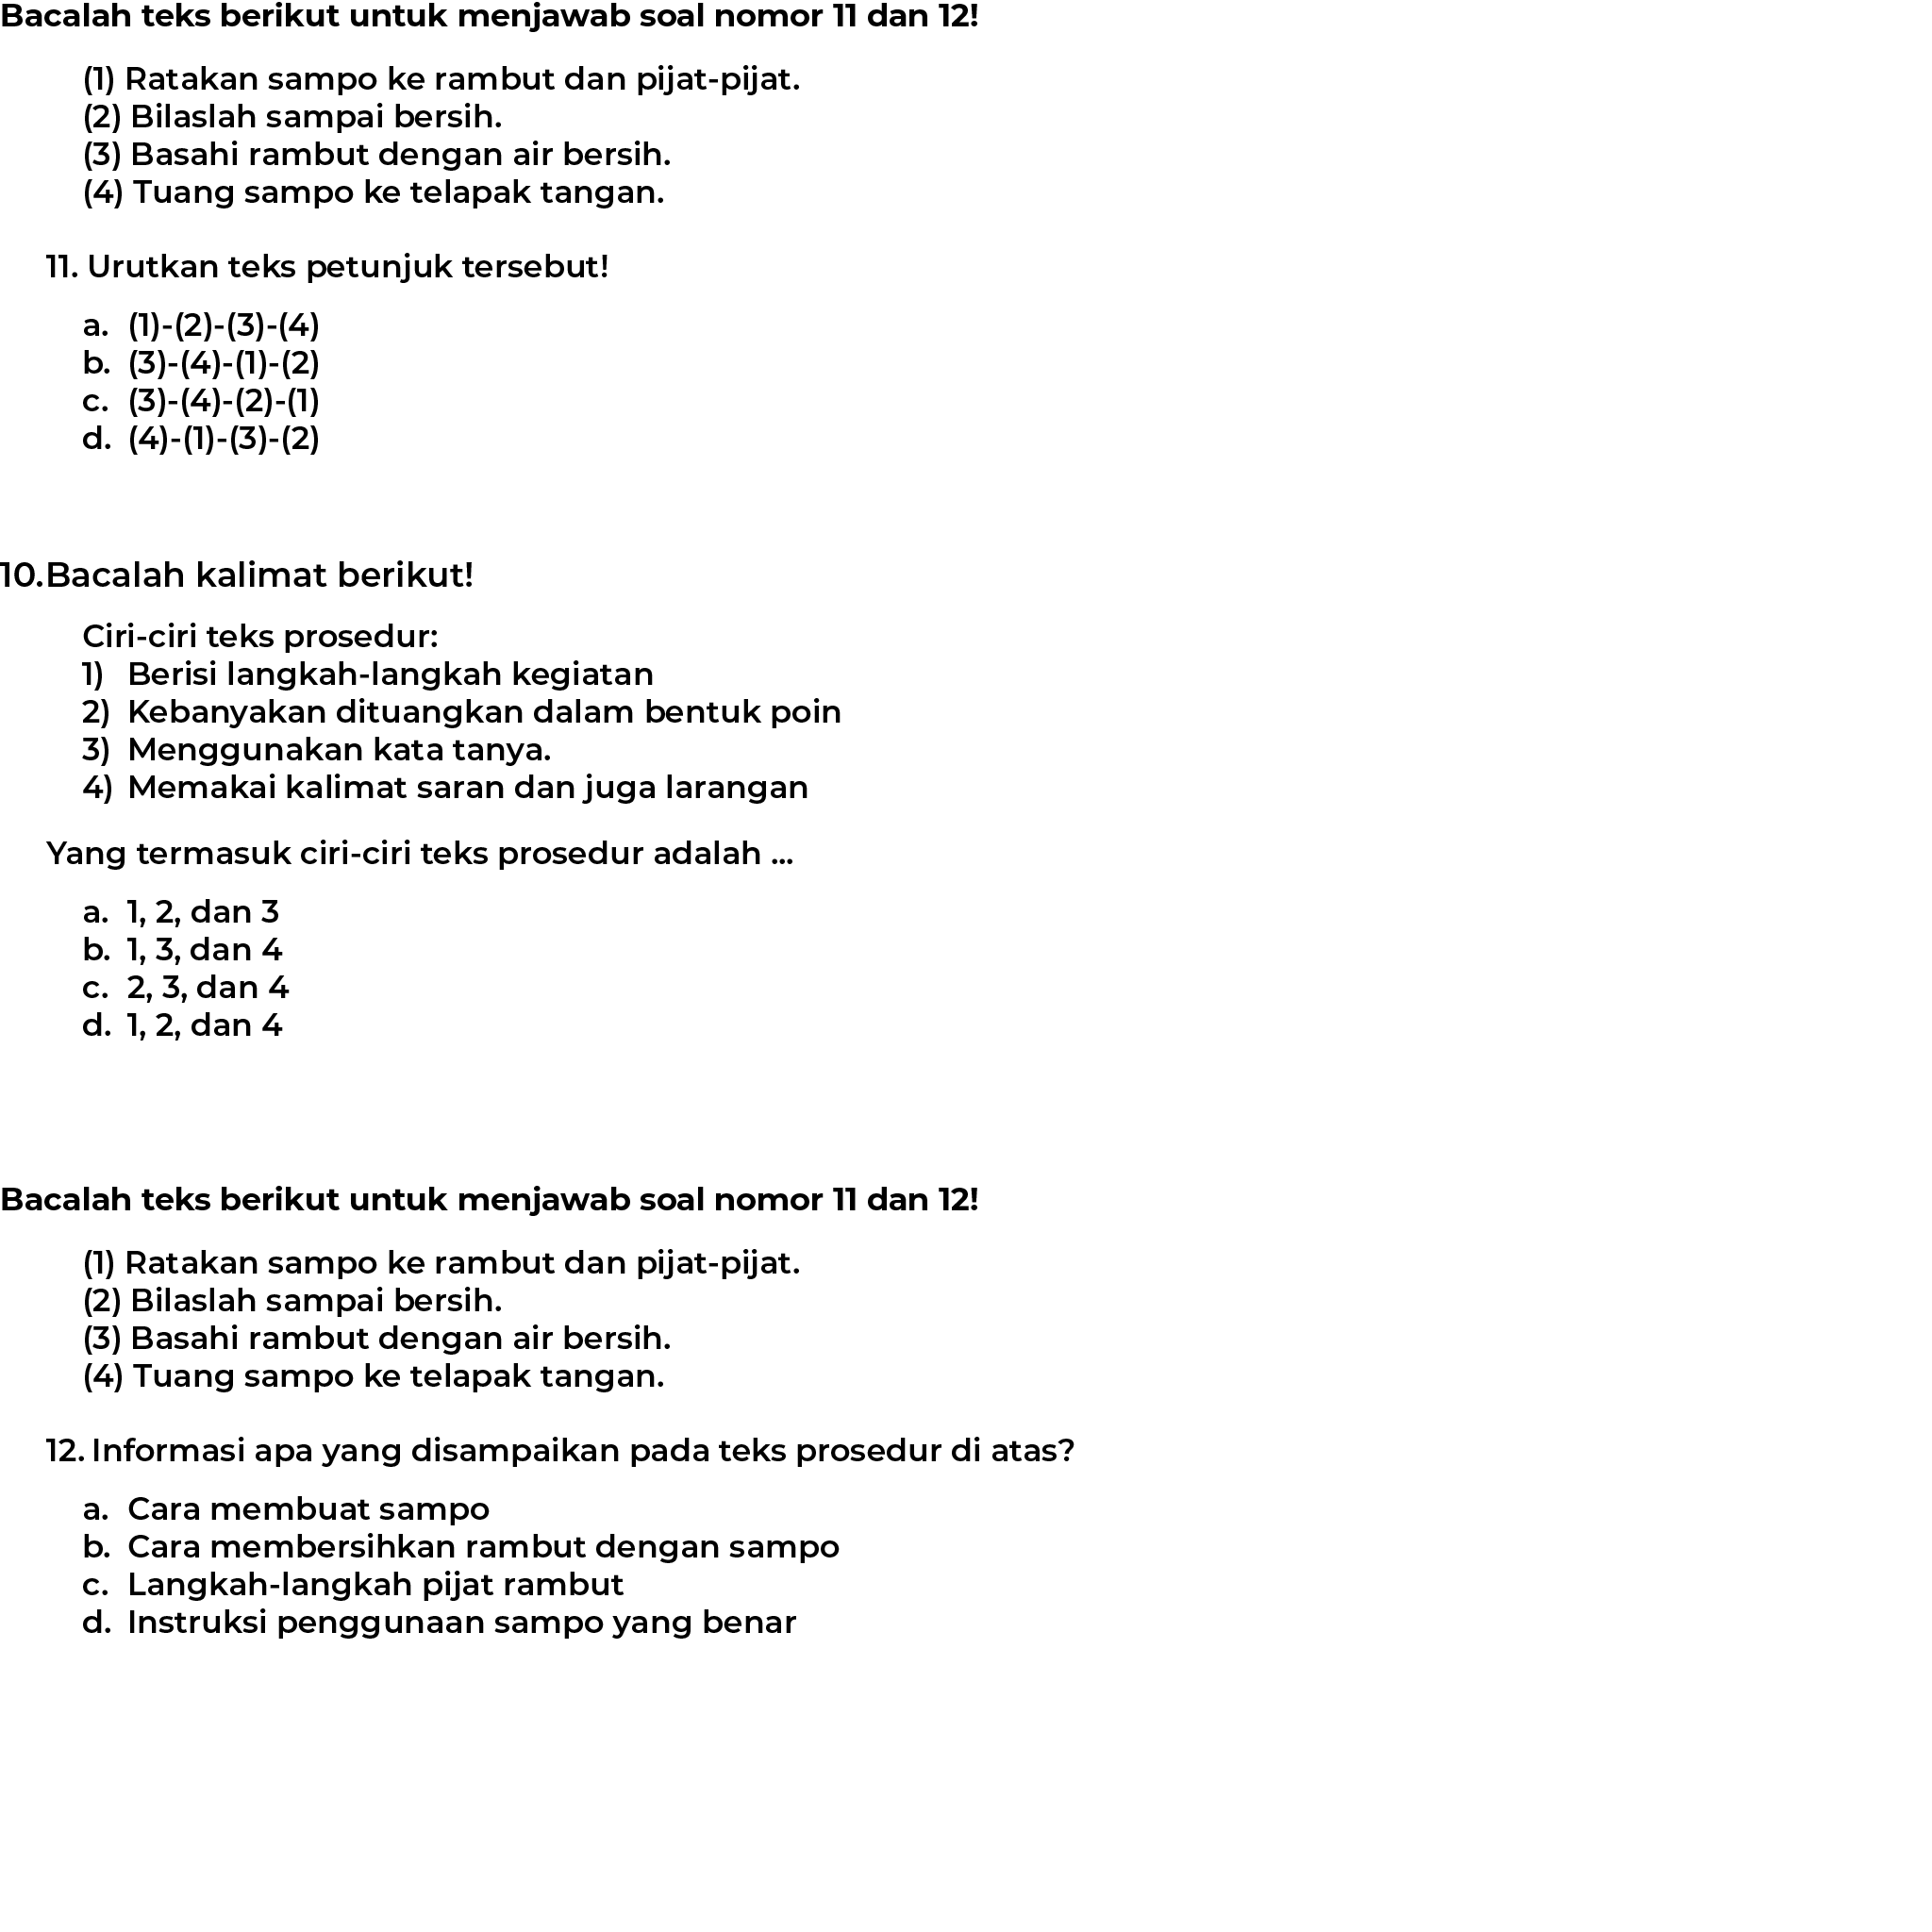 Bacalah teks berikut untuk menjawab soal nomor 11 dan 12!
(1) Ratakan sampo ke rambut dan pijat-pijat.
(2) Bilaslah sampai bersih.
(3) Basahi rambut dengan air bersih.
(4) Tuang sampo ke telapak tangan.
11. Urutkan teks petunjuk tersebut!
a. (1)-(2)-(3)-(4)
b. (3)-(4)-(1)-(2)
c. (3)-(4)-(2)-(1)
d. (4)-(1)-(3)-(2)
10.Bacalah kalimat berikut!
Ciri-ciri teks prosedur:
1) Berisi langkah-langkah kegiatan
2) Kebanyakan dituangkan dalam bentuk poin
3) Menggunakan kata tanya.
4) Memakai kalimat saran dan juga larangan
Yang termasuk ciri-ciri teks prosedur adalah ...
a. 1, 2, dan 3
b. 1, 3, dan 4
c. 2, 3, dan 4
d. 1, 2, dan 4
Bacalah teks berikut untuk menjawab soal nomor 11 dan 12!
(1) Ratakan sampo ke rambut dan pijat-pijat.
(2) Bilaslah sampai bersih.
(3) Basahi rambut dengan air bersih.
(4) Tuang sampo ke telapak tangan.
12. Informasi apa yang disampaikan pada teks prosedur di atas?
a. Cara membuat sampo
b. Cara membersihkan rambut dengan sampo
c. Langkah-langkah pijat rambut
d. Instruksi penggunaan sampo yang benar